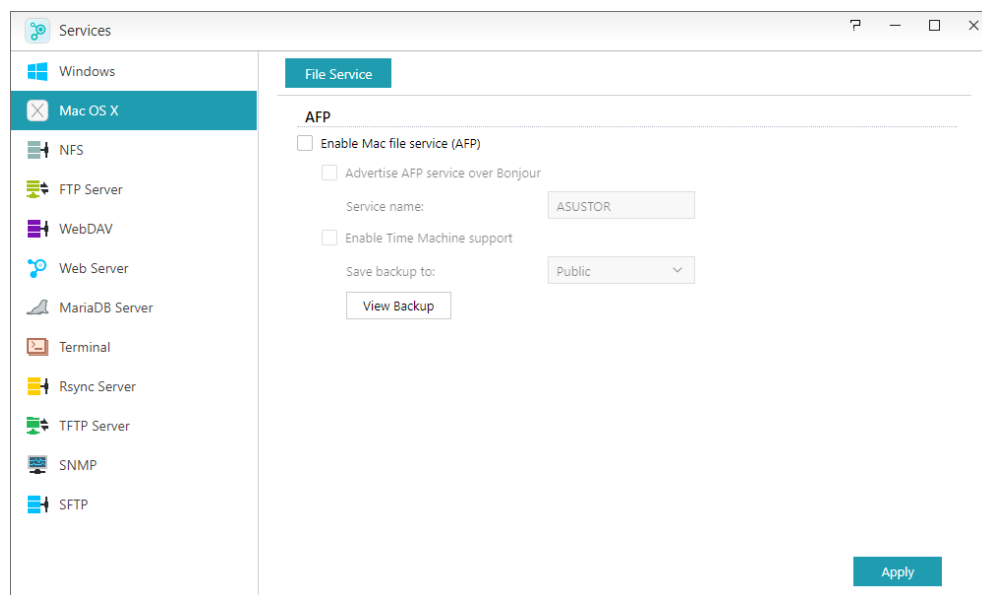 Services
Windows
Mac OS X
NFS
FTP Server
WebDAV
Web Server
MariaDB Server
Terminal
Rsync Server
TFTP Server
SNMP
SFTP
File Service
AFP
Enable Mac file service (AFP)
Advertise AFP service over Bonjour
Service name: ASUSTOR
Enable Time Machine support
Save backup to: Public
View Backup
Apply